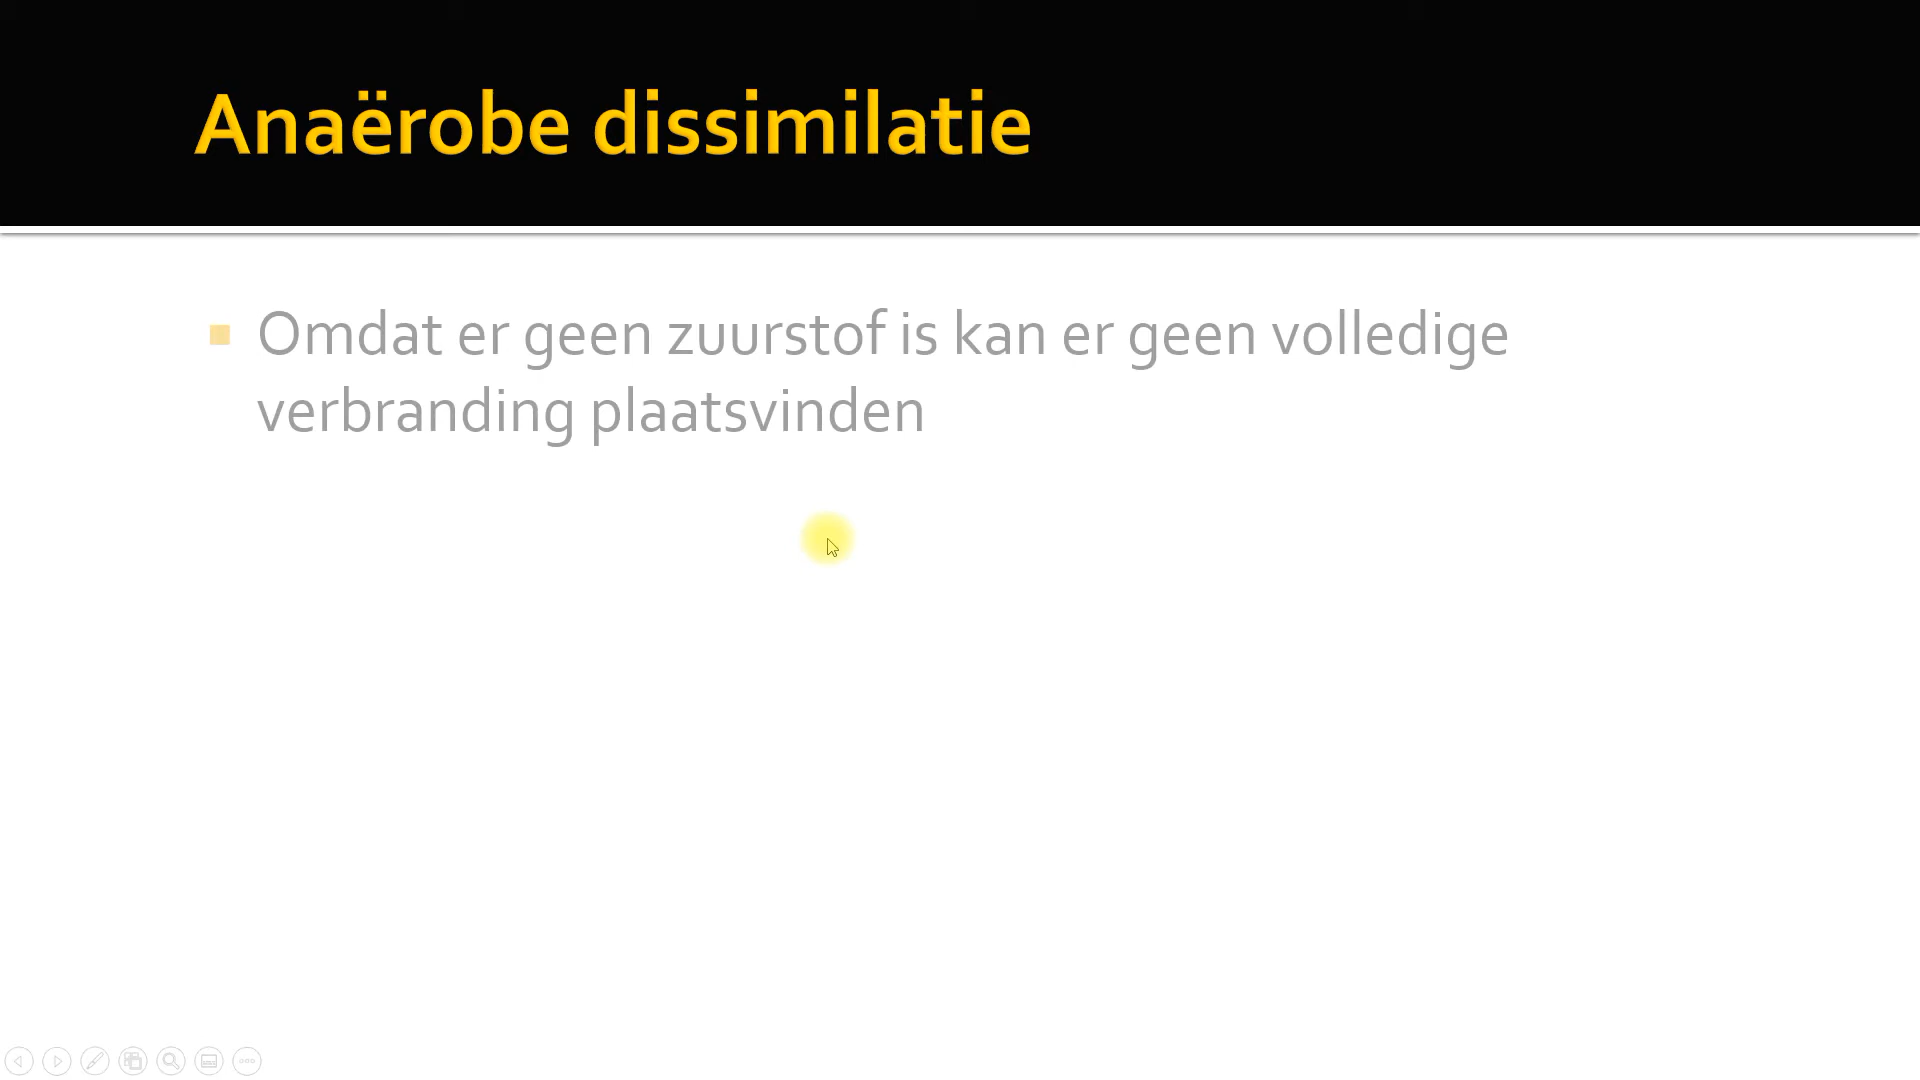 Anaërobe dissimilatie
Omdat er geen zuurstof is kan er geen volledige
verbranding plaatsvinden